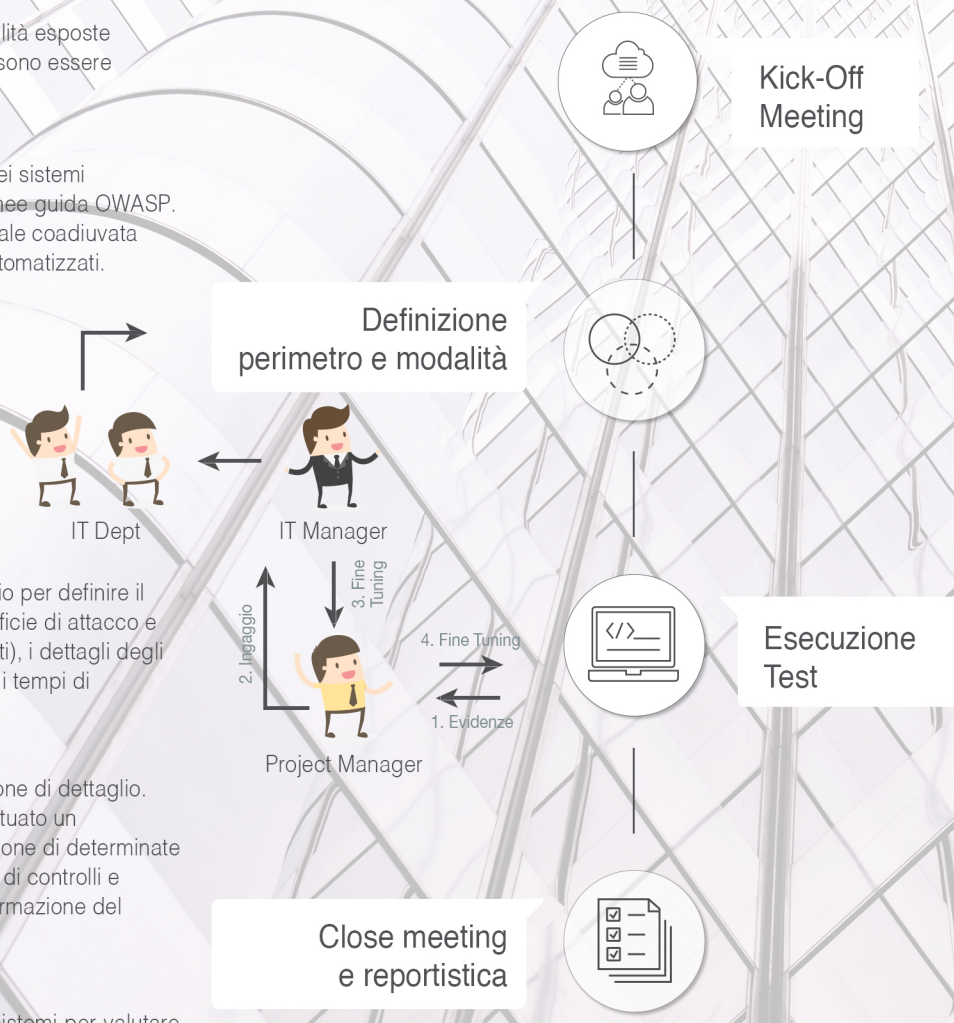 lità esposte
sono essere
ei sistemi
nee guida OWASP.
ale coadiuvata
tomatizzati.
Kick-Off
Meeting
Definizione
perimetro e modalità
IT Dept
IT Manager
3. Fine
Tuning
2. Ingaggio
4. Fine Tuning
1. Evidenze
Project Manager
io per definire il
ficie di attacco e
ti), i dettagli degli
i tempi di
Esecuzione
Test
one di dettaglio.
tuato un
one di determinate
di controlli e
rmazione del
Close meeting
e reportistica
sistemi per valutare